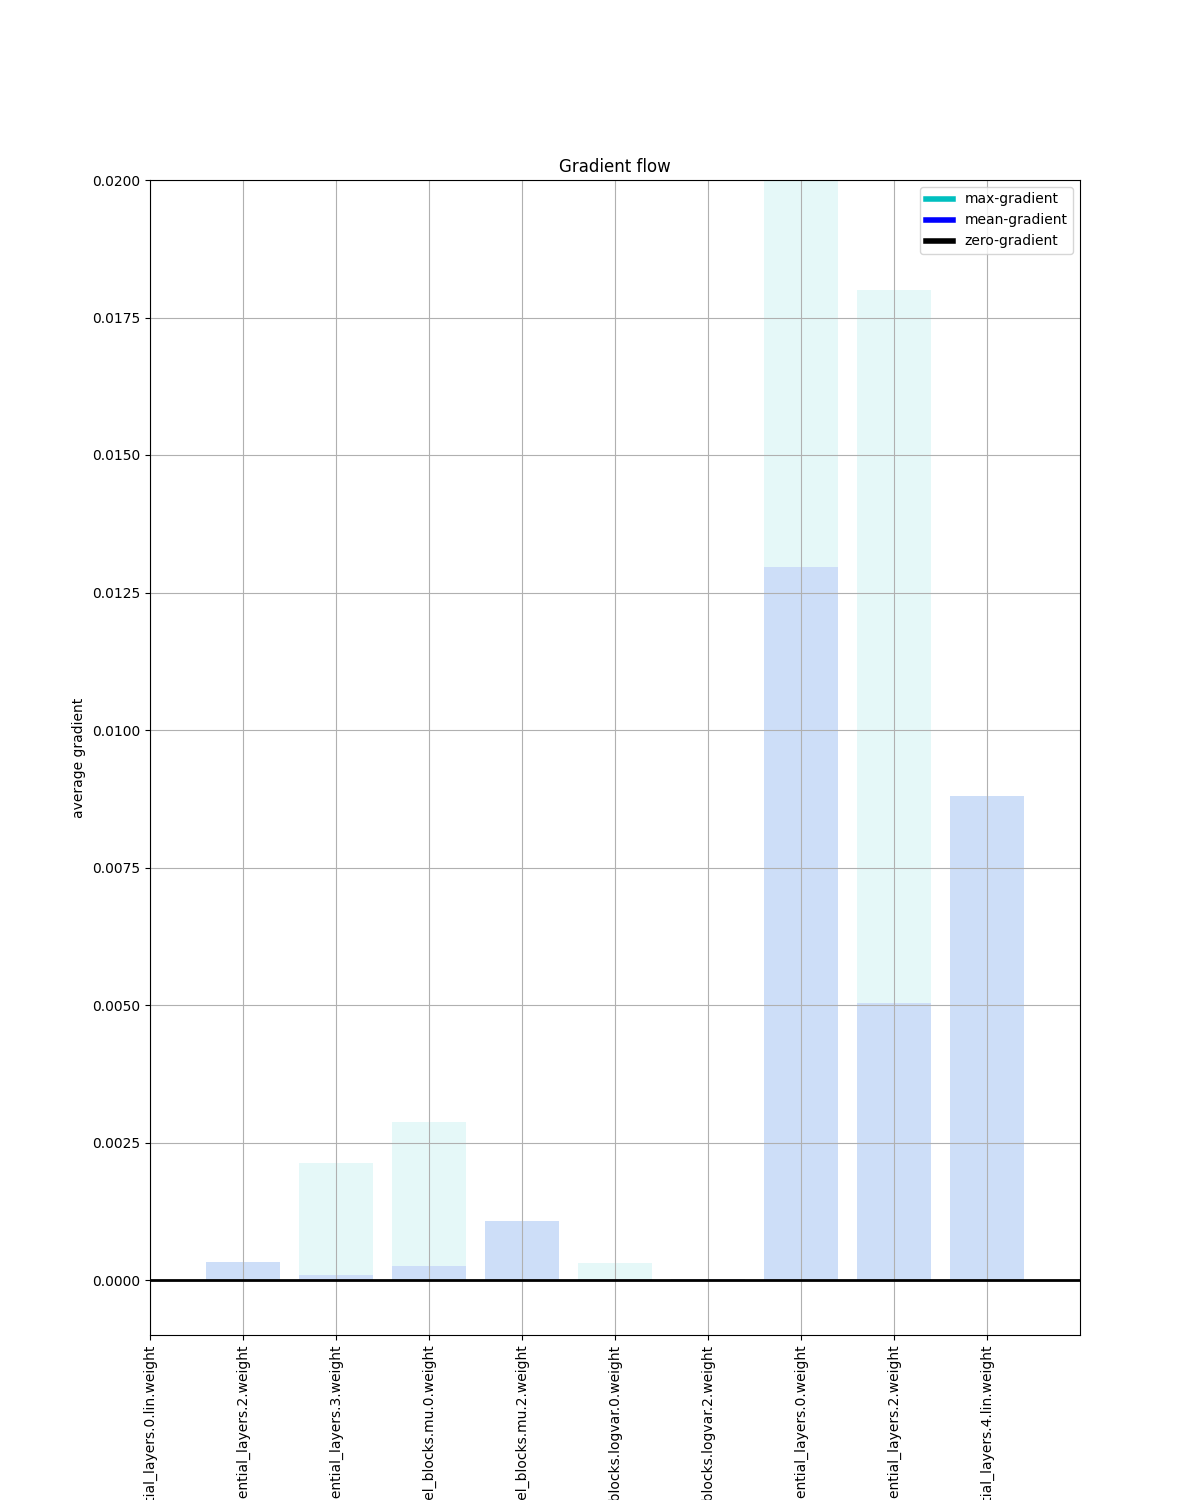 Gradient flow
max-gradient
mean-gradient
zero-gradient
0.0200
0.0175
0.0150
0.0125
0.0100
0.0075
0.0050
0.0025
0.0000
average gradient
tial_layers.0.lin.weight
ential_layers.2.weight
ential_layers.3.weight
el_blocks.mu.0.weight
el_blocks.mu.2.weight
blocks.logvar.0.weight
blocks.logvar.2.weight
ential_layers.0.weight
ential_layers.2.weight
tial_layers.4.lin.weight